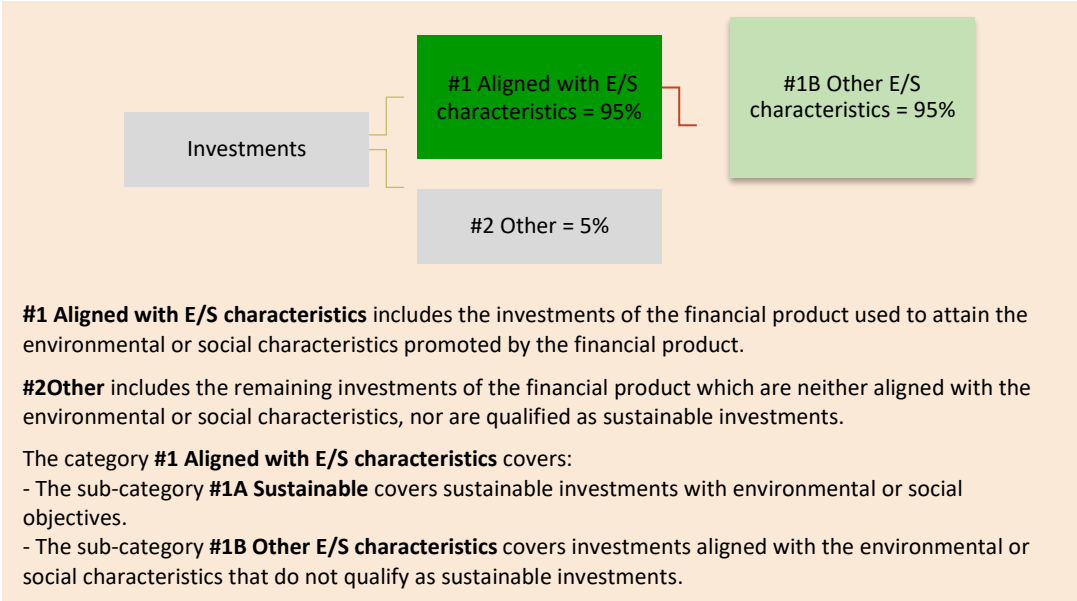 #1 Aligned with E/S
characteristics = 95%
#1B Other E/S
characteristics = 95%
Investments
#2 Other = 5%
#1 Aligned with E/S characteristics includes the investments of the financial product used to attain the
environmental or social characteristics promoted by the financial product.
#2Other includes the remaining investments of the financial product which are neither aligned with the
environmental or social characteristics, nor are qualified as sustainable investments.
The category #1 Aligned with E/S characteristics covers:
- The sub-category #1A Sustainable covers sustainable investments with environmental or social
objectives.
- The sub-category #1B Other E/S characteristics covers investments aligned with the environmental or
social characteristics that do not qualify as sustainable investments.